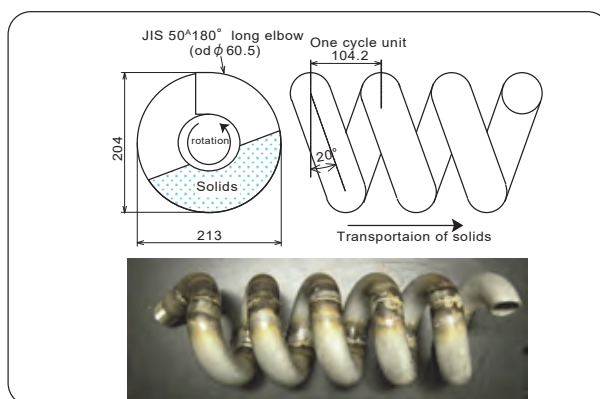 JIS 50ᴬ180° long elbow
(od ϕ 60.5)
One cycle unit
104.2
204
rotation
20°
Solids
213
Transportaion of solids